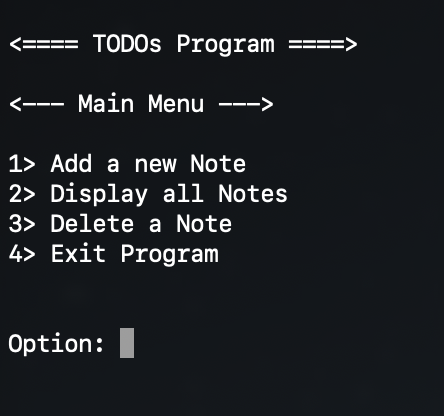 <==== TODOs Program ====>
<--- Main Menu --->
1> Add a new Note
2> Display all Notes
3> Delete a Note
4> Exit Program
Option: